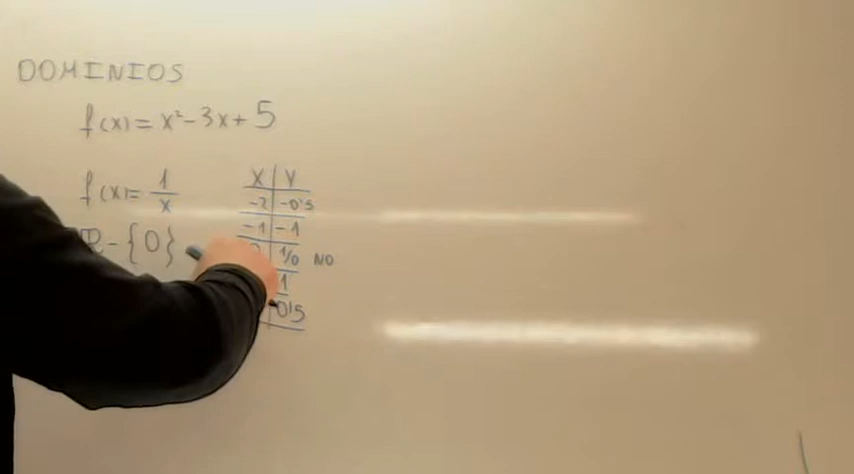 DOMINIOS
f(x)= x²-3x+5
f(x)= 1/x
ℝ-{0}
X Y
-2 -0'5
-1 -1
1/0 NO
1
0'5